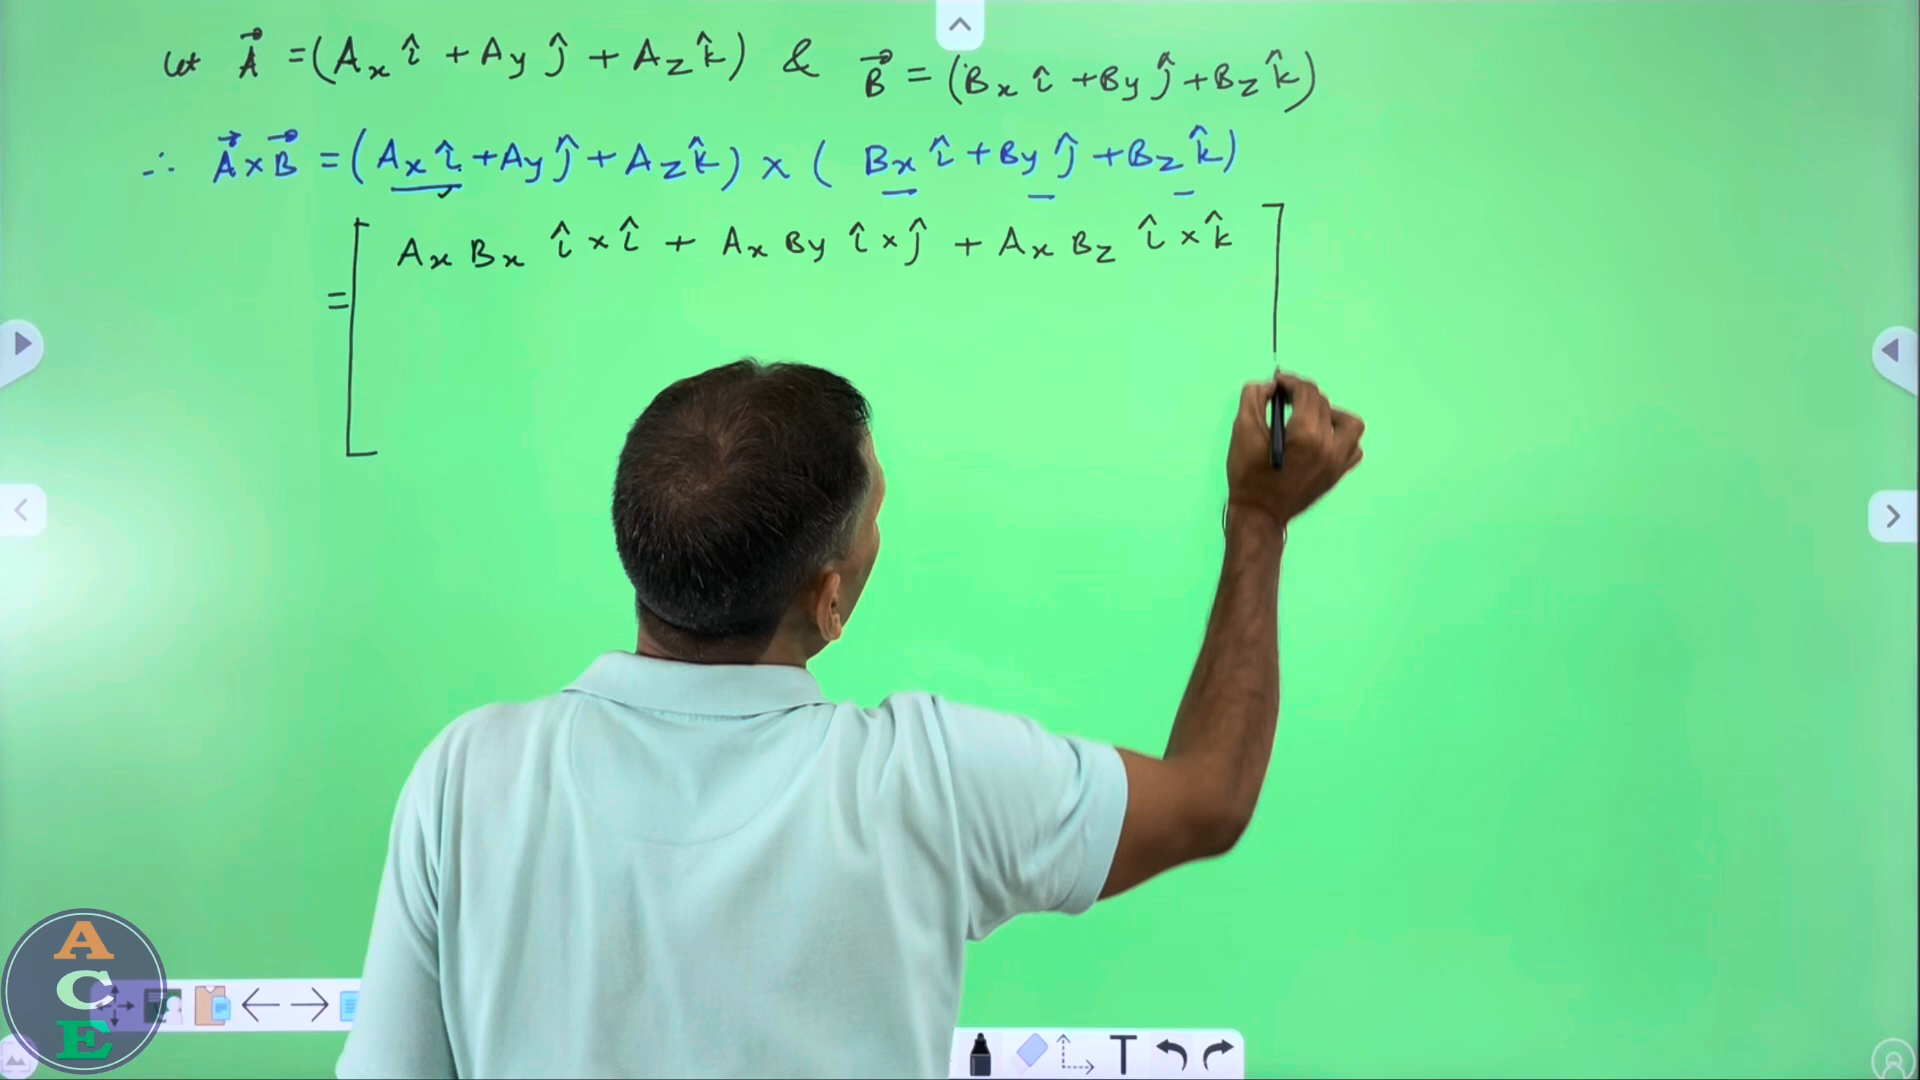 Let A⃗ = (Aₓ î + Ay ĵ + Az k̂) & B⃗ = (Bₓ î + By ĵ + Bz k̂)
∴ A⃗ × B⃗ = (Aₓ î + Ay ĵ + Az k̂) × (Bₓ î + By ĵ + Bz k̂)
= [ Aₓ Bₓ î × î + Aₓ By î × ĵ + Aₓ Bz î × k̂ ]
A
C
E
T